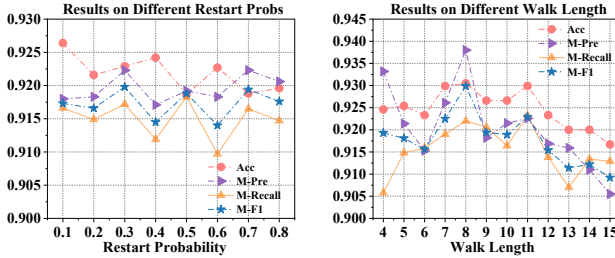 Results on Different Restart Probs
0.930
0.925
0.920
0.915
0.910
0.905
0.900
Acc
M-Pre
M-Recall
M-F1
0.1 0.2 0.3 0.4 0.5 0.6 0.7 0.8
Restart Probability
Results on Different Walk Length
0.945
0.940
0.935
0.930
0.925
0.920
0.915
0.910
0.905
0.900
Acc
M-Pre
M-Recall
M-F1
4 5 6 7 8 9 10 11 12 13 14 15
Walk Length